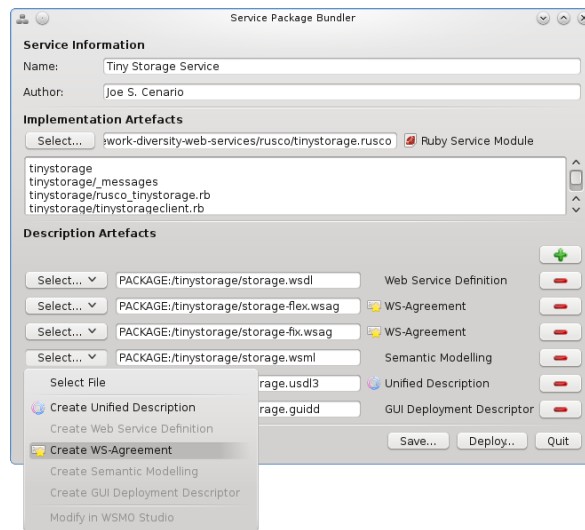 Service Package Bundler
Service Information
Name: Tiny Storage Service
Author: Joe S. Cenario
Implementation Artefacts
Select... ework-diversity-web-services/rusco/tinystorage.rusco Ruby Service Module
tinystorage
tinystorage/_messages
tinystorage/rusco_tinystorage.rb
tinystorage/tinystorageclient.rb
Description Artefacts
Select... PACKAGE:/tinystorage/storage.wsdl Web Service Definition
Select... PACKAGE:/tinystorage/storage-flex.wsag WS-Agreement
Select... PACKAGE:/tinystorage/storage-fix.wsag WS-Agreement
Select... PACKAGE:/tinystorage/storage.wsml Semantic Modelling
Select File rage.usdl3 Unified Description
Create Unified Description rage.guidd GUI Deployment Descriptor
Create Web Service Definition
Create WS-Agreement Save... Deploy... Quit
Create Semantic Modelling
Create GUI Deployment Descriptor
Modify in WSMO Studio